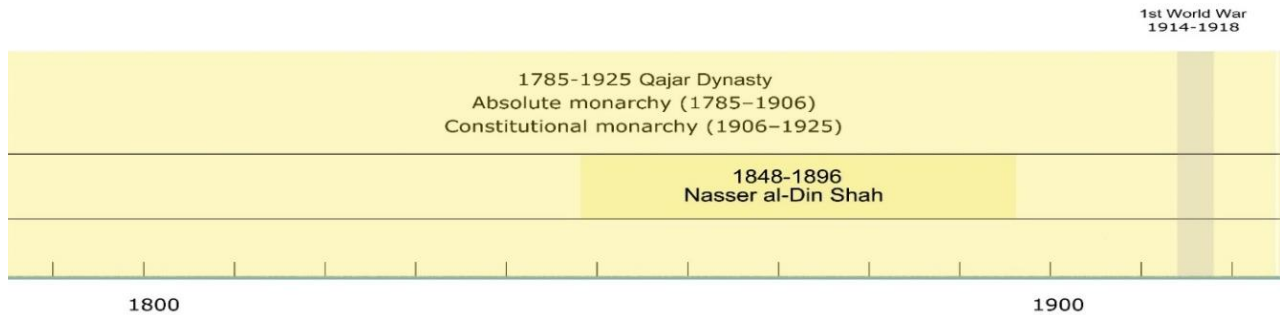 1st World War
1914-1918
1785-1925 Qajar Dynasty
Absolute monarchy (1785–1906)
Constitutional monarchy (1906–1925)
1848-1896
Nasser al-Din Shah
1800
1900